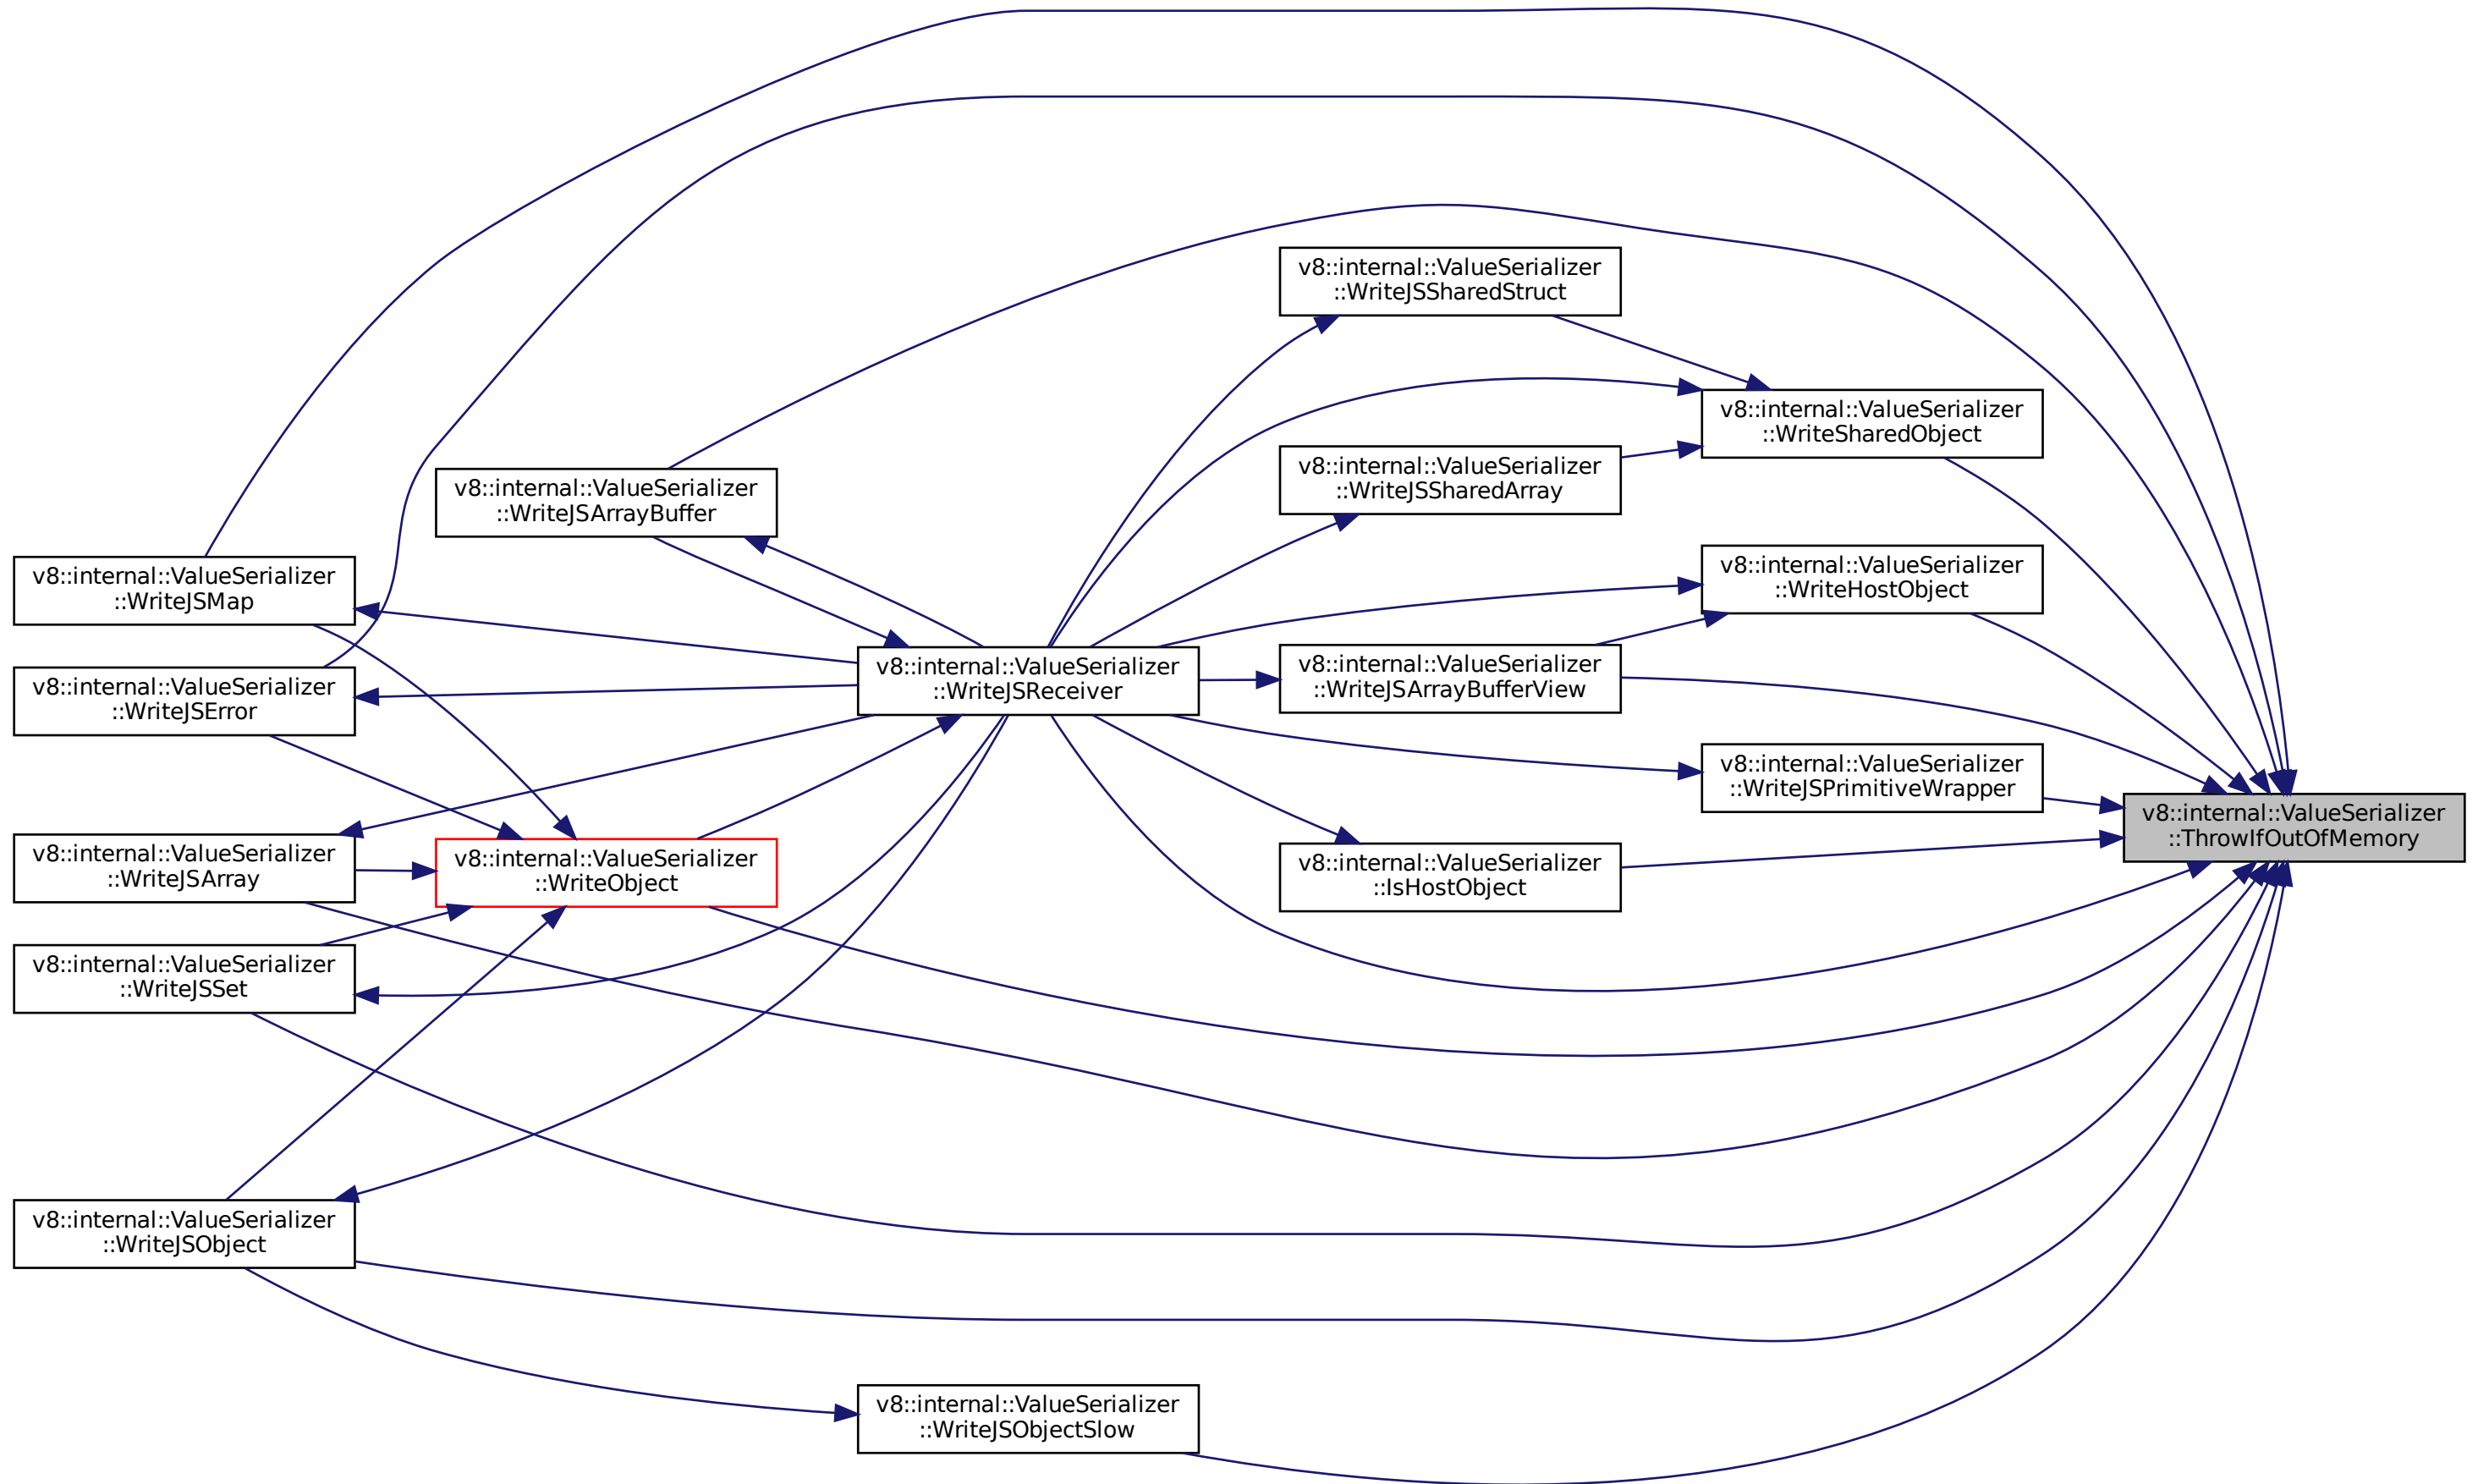 v8::internal::ValueSerializer
::WriteJSSharedStruct
v8::internal::ValueSerializer
::WriteSharedObject
v8::internal::ValueSerializer
::WriteJSSharedArray
v8::internal::ValueSerializer
::WriteJSArrayBuffer
v8::internal::ValueSerializer
::WriteHostObject
v8::internal::ValueSerializer
::WriteJSMap
v8::internal::ValueSerializer
::WriteJSReceiver
v8::internal::ValueSerializer
::WriteJSArrayBufferView
v8::internal::ValueSerializer
::WriteJSError
v8::internal::ValueSerializer
::WriteJSPrimitiveWrapper
v8::internal::ValueSerializer
::ThrowIfOutOfMemory
v8::internal::ValueSerializer
::WriteJSArray
v8::internal::ValueSerializer
::WriteObject
v8::internal::ValueSerializer
::IsHostObject
v8::internal::ValueSerializer
::WriteJSSet
v8::internal::ValueSerializer
::WriteJSObject
v8::internal::ValueSerializer
::WriteJSObjectSlow